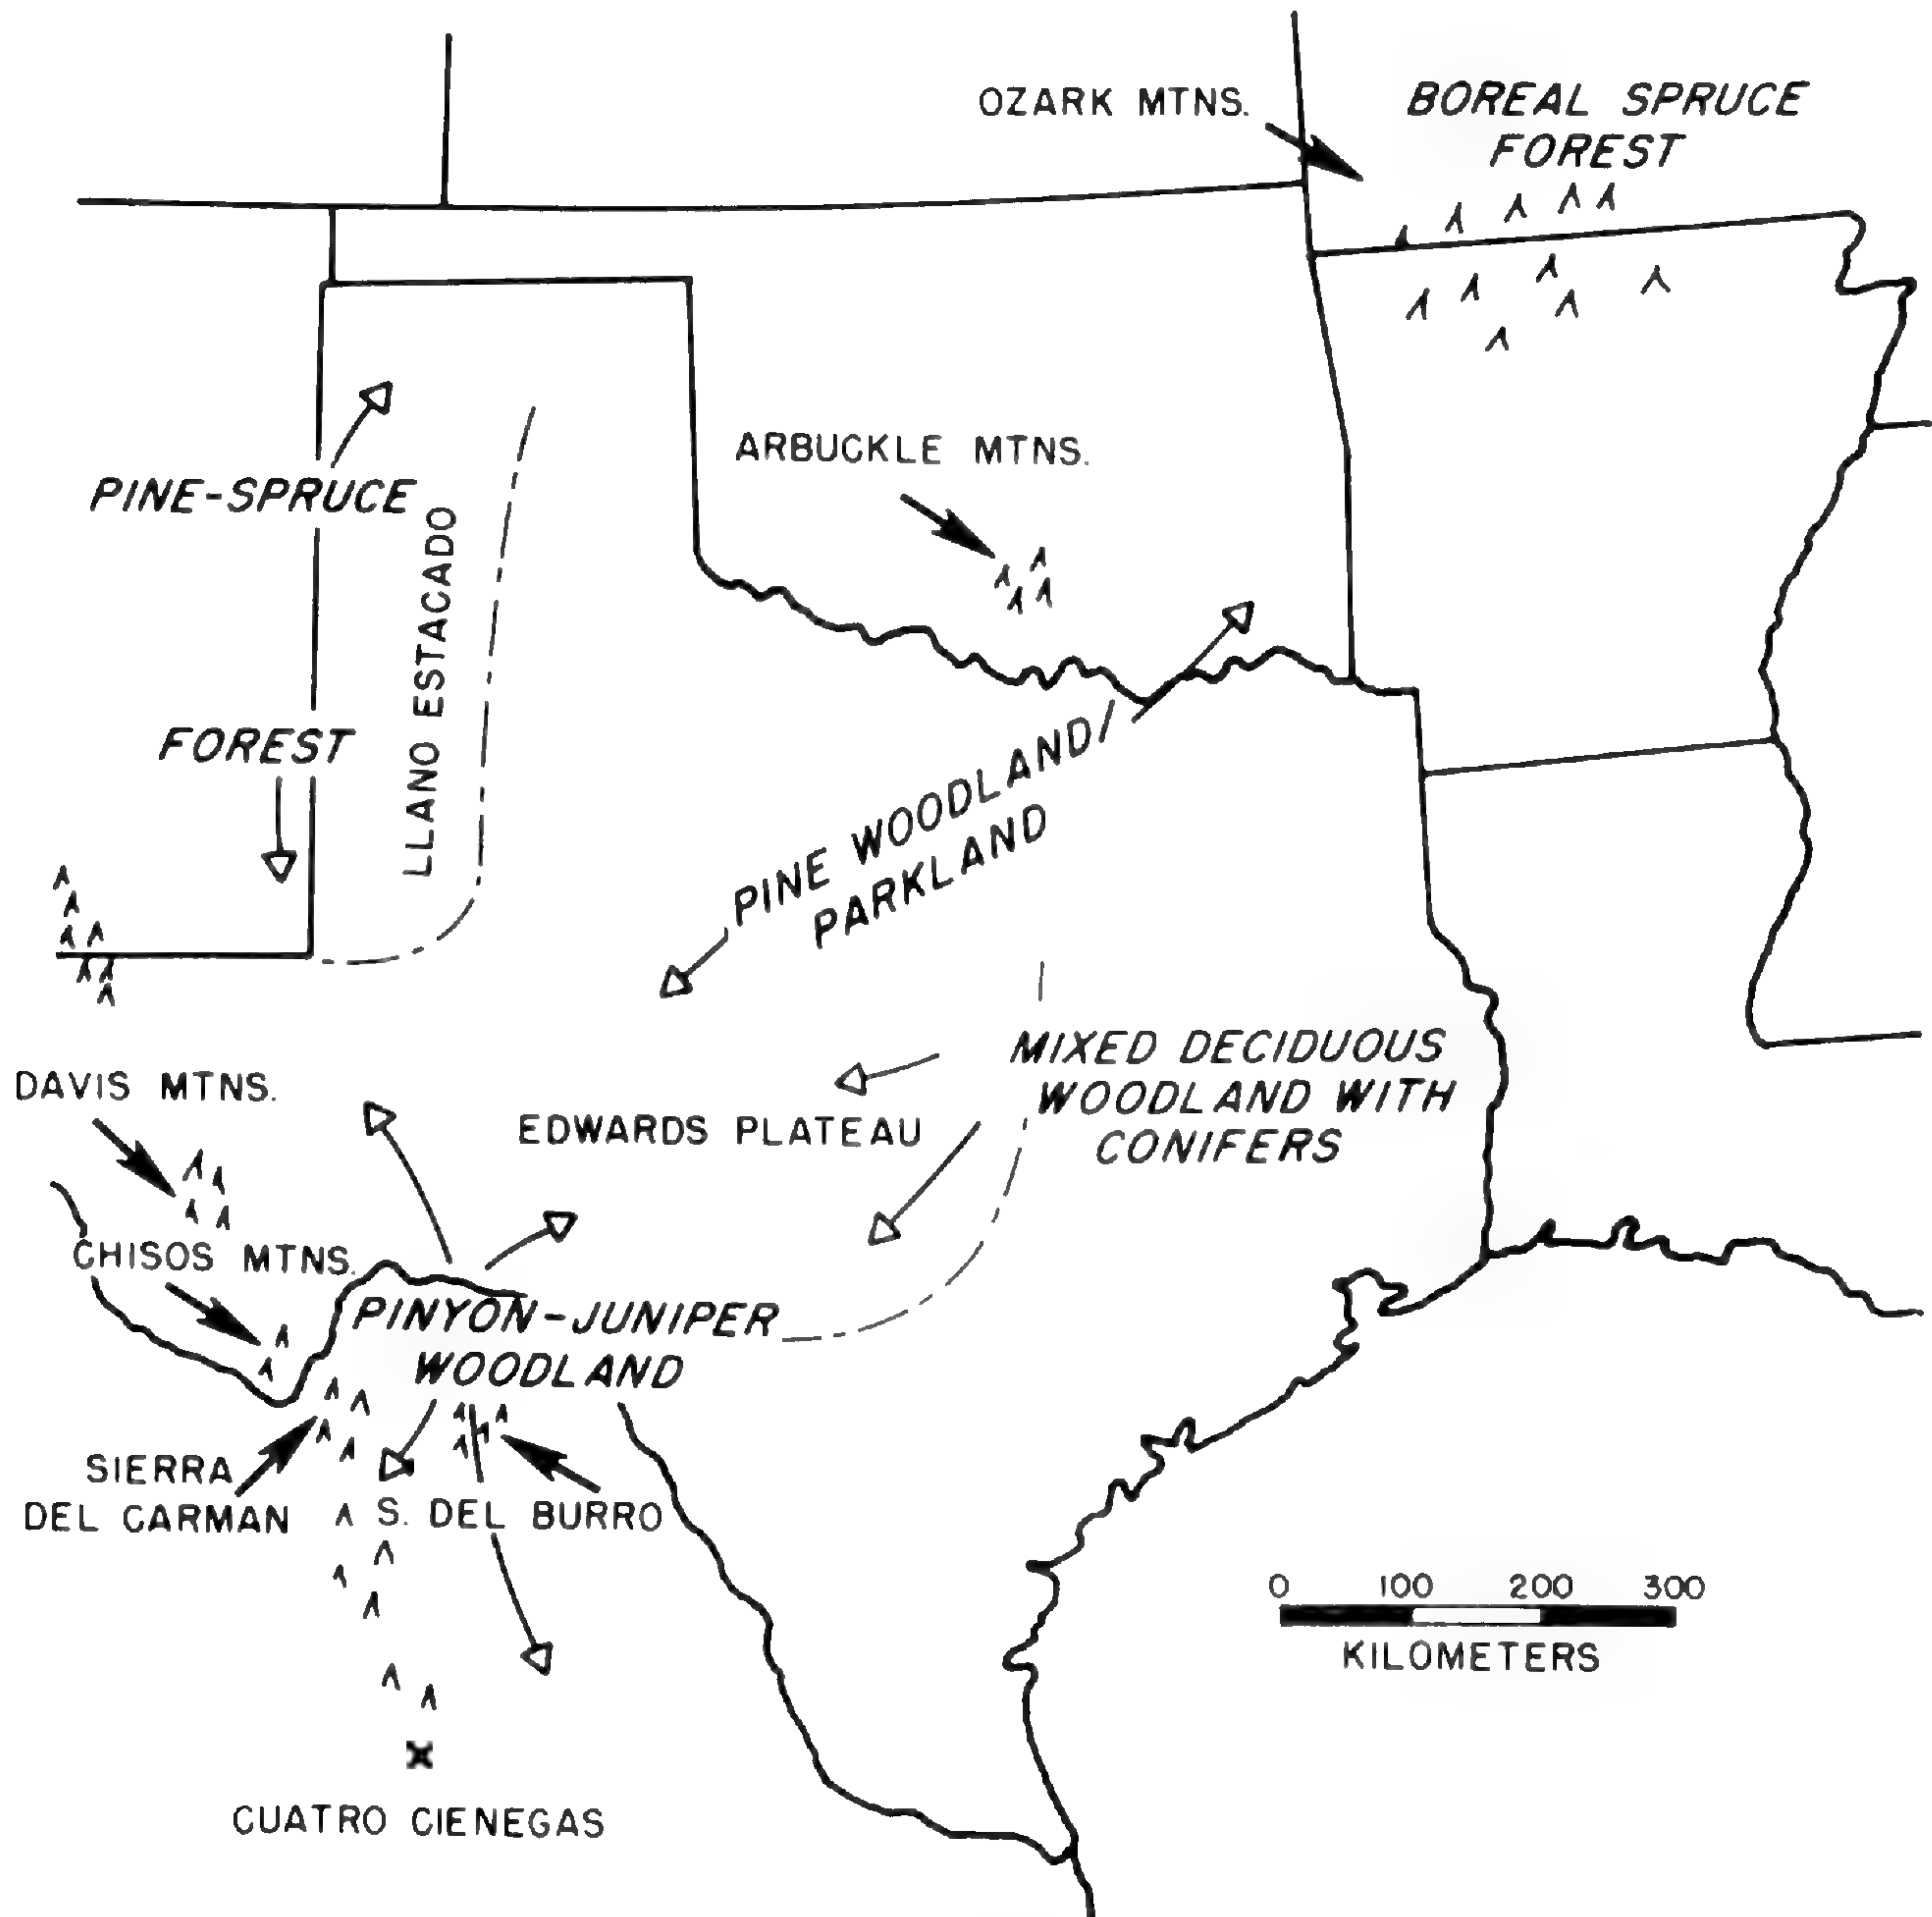 OZARK MTNS.
BOREAL SPRUCE
FOREST
ARBUCKLE MTNS.
PINE-SPRUCE
FOREST
LLANO ESTACADO
PINE WOODLAND/
PARKLAND
MIXED DECIDUOUS
WOODLAND WITH
CONIFERS
DAVIS MTNS.
EDWARDS PLATEAU
CHISOS MTNS.
PINYON-JUNIPER
WOODLAND
SIERRA
DEL CARMAN
S. DEL BURRO
0 100 200 300
KILOMETERS
CUATRO CIENEGAS